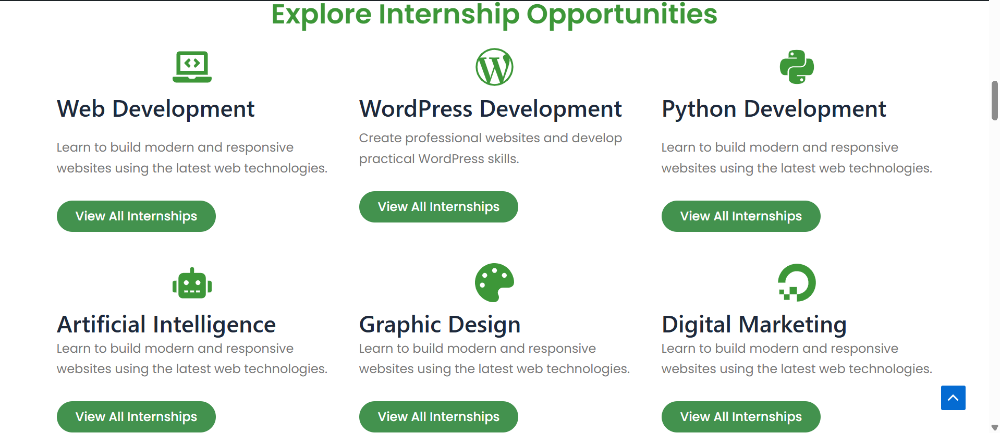 Explore Internship Opportunities
Web Development
Learn to build modern and responsive
websites using the latest web technologies.
View All Internships
WordPress Development
Create professional websites and develop
practical WordPress skills.
View All Internships
Python Development
Learn to build modern and responsive
websites using the latest web technologies.
View All Internships
Artificial Intelligence
Learn to build modern and responsive
websites using the latest web technologies.
View All Internships
Graphic Design
Learn to build modern and responsive
websites using the latest web technologies.
View All Internships
Digital Marketing
Learn to build modern and responsive
websites using the latest web technologies.
View All Internships